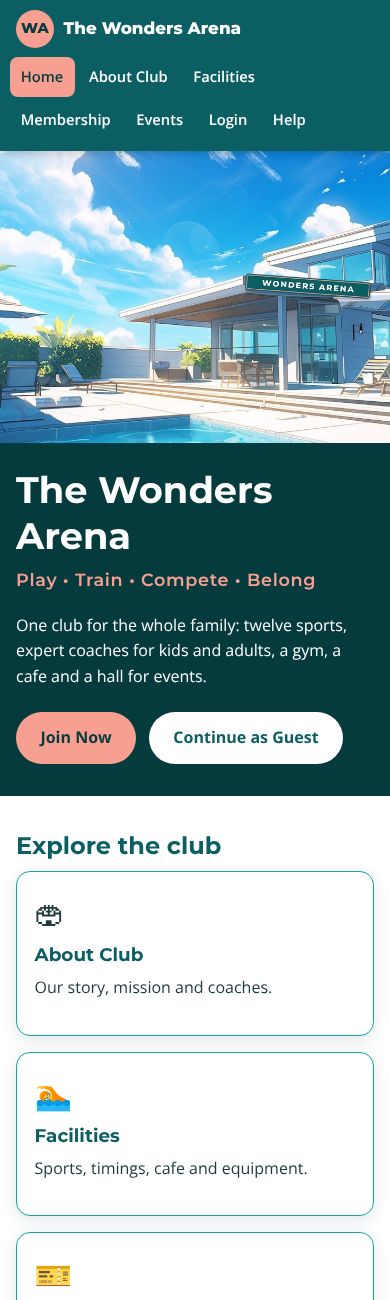 WA The Wonders Arena
Home About Club Facilities
Membership Events Login Help
WONDERS ARENA
The Wonders
Arena
Play • Train • Compete • Belong
One club for the whole family: twelve sports,
expert coaches for kids and adults, a gym, a
cafe and a hall for events.
Join Now Continue as Guest
Explore the club
About Club
Our story, mission and coaches.
Facilities
Sports, timings, cafe and equipment.